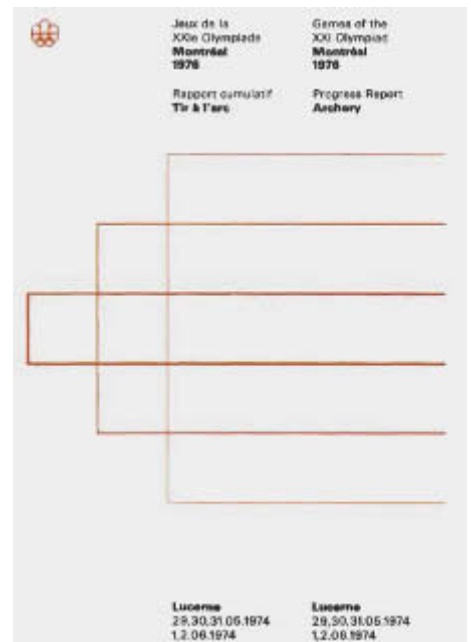 Jeux de la
XXIe Olympiade
Montréal
1976
Rapport cumulatif
Tir à l'arc
Games of the
XXI Olympiad
Montréal
1976
Progress Report
Archery
Lucerne
29,30,31.05.1974
1,2.06.1974
Lucerne
29,30,31.05.1974
1,2.06.1974